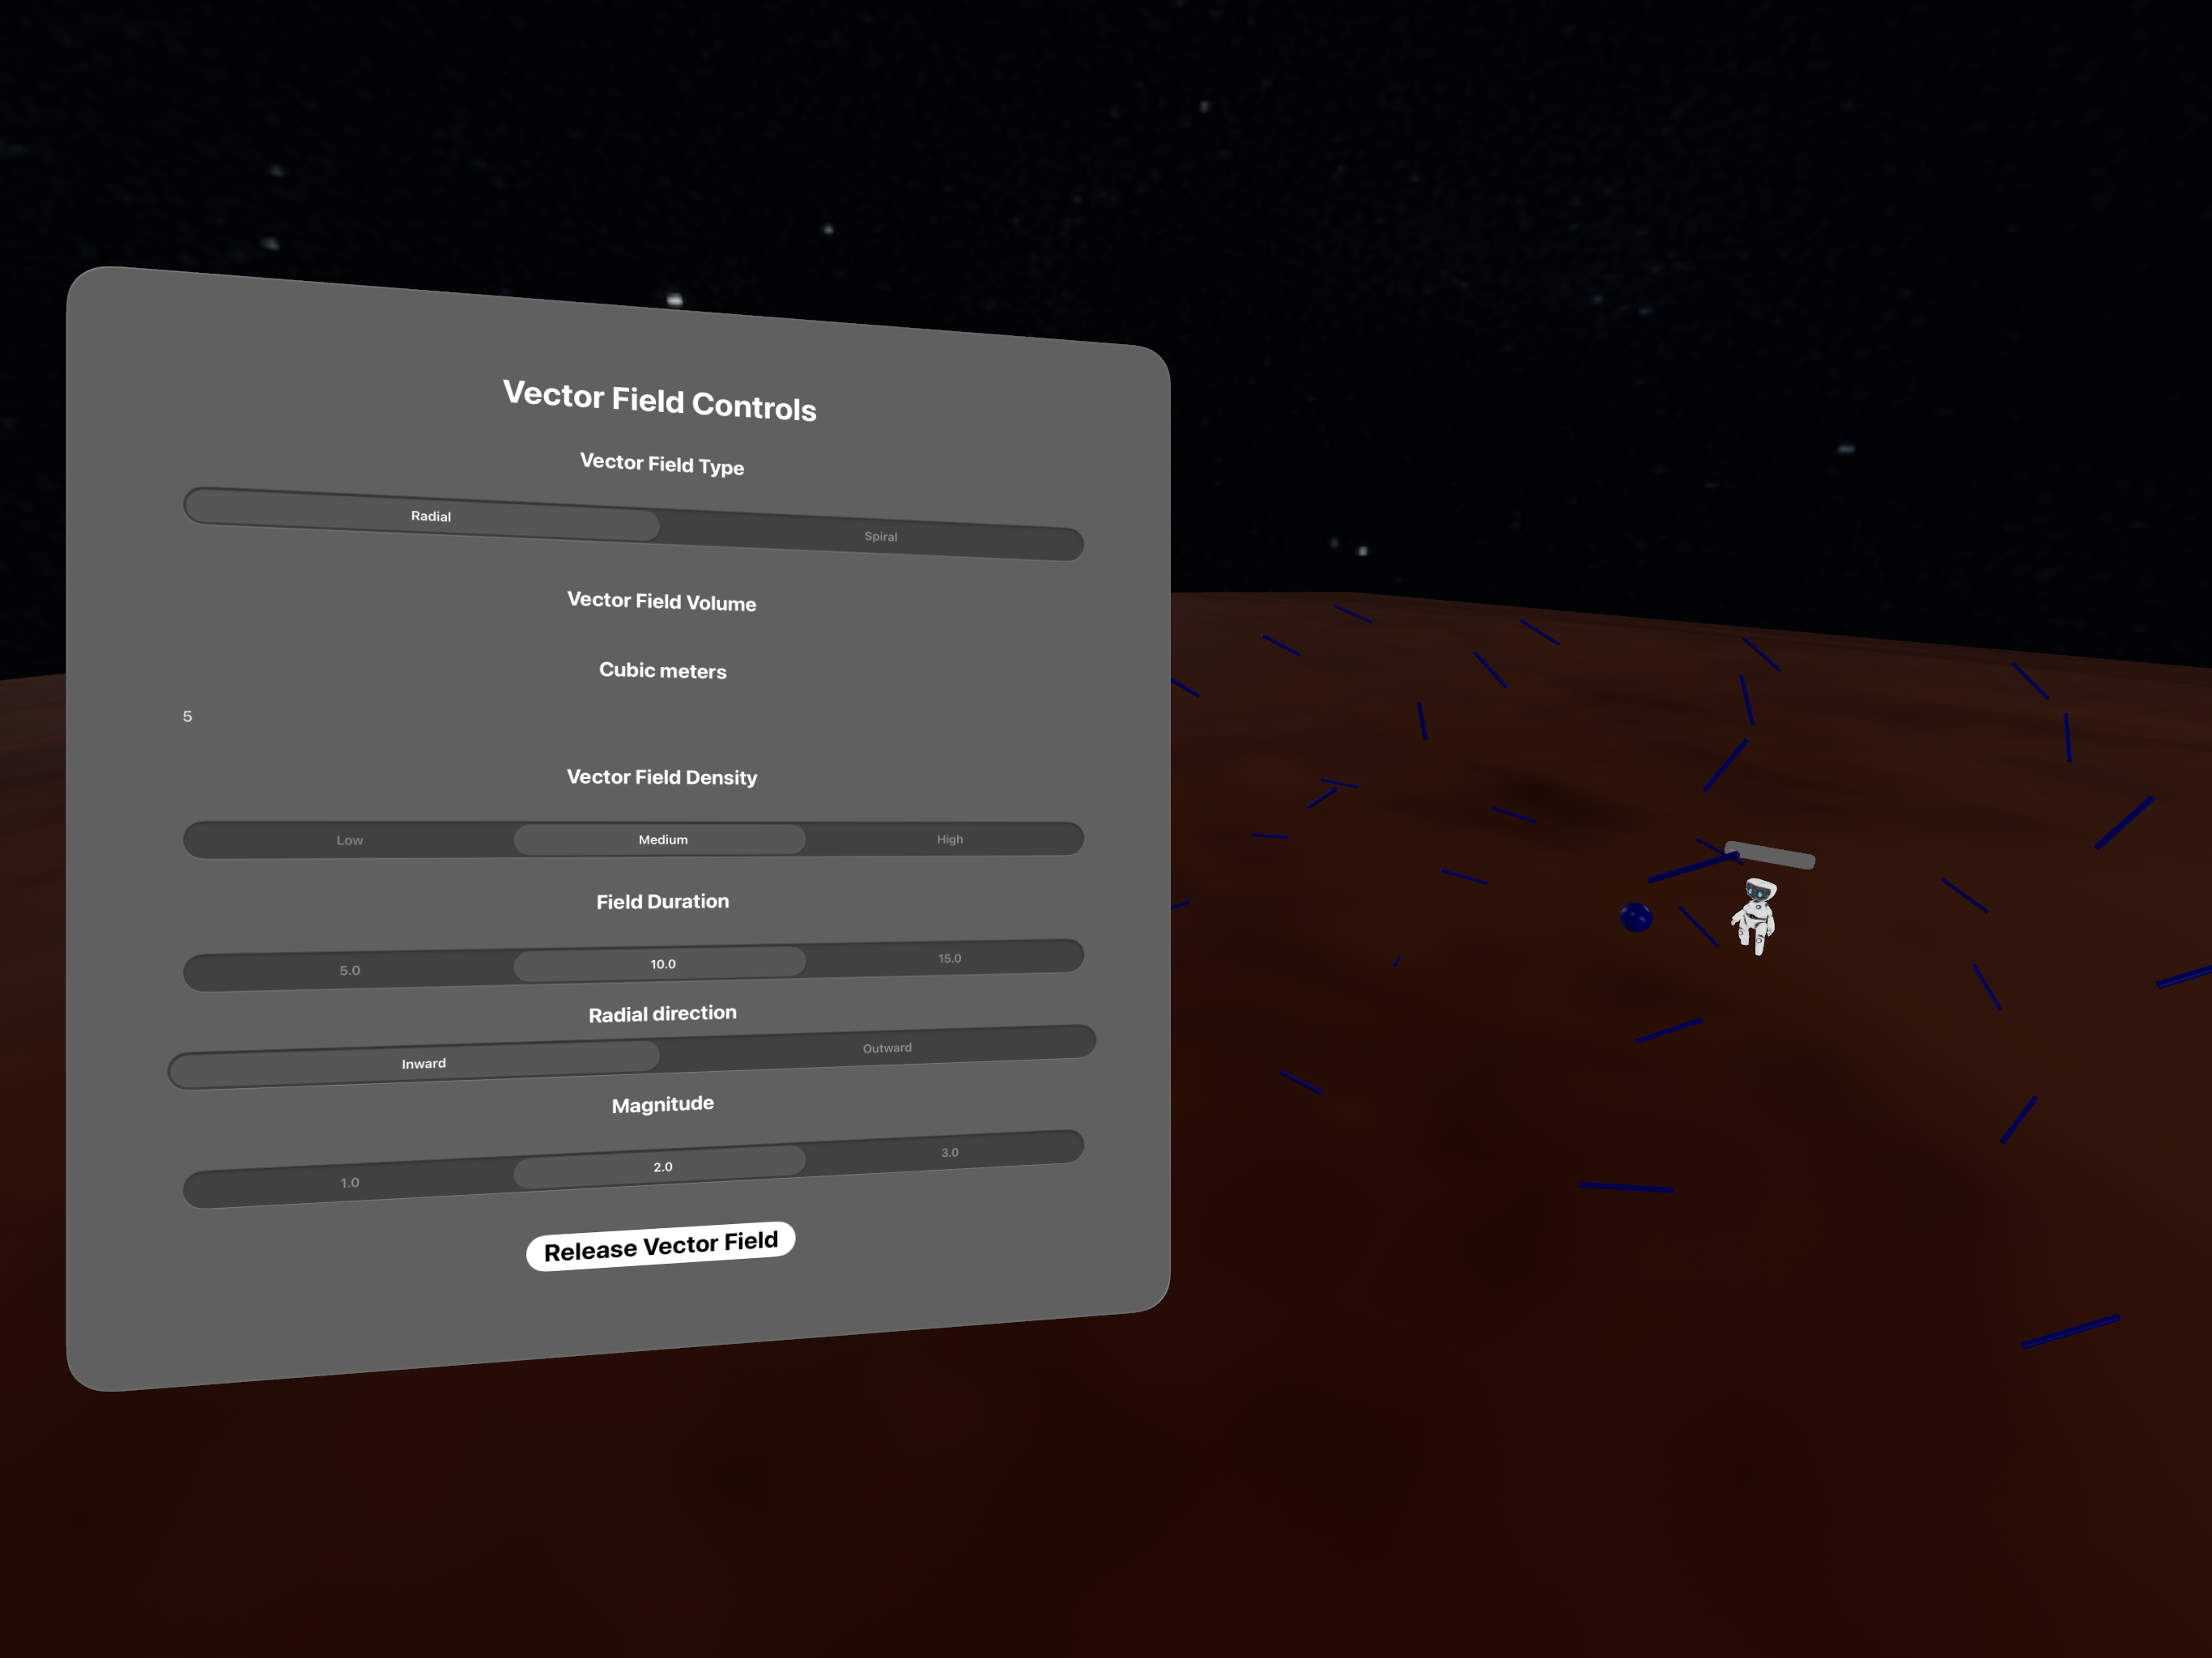 Vector Field Controls
Vector Field Type
Radial Spiral
Vector Field Volume
Cubic meters
5
Vector Field Density
Low Medium High
Field Duration
5.0 10.0 15.0
Radial direction
Inward Outward
Magnitude
1.0 2.0 3.0
Release Vector Field